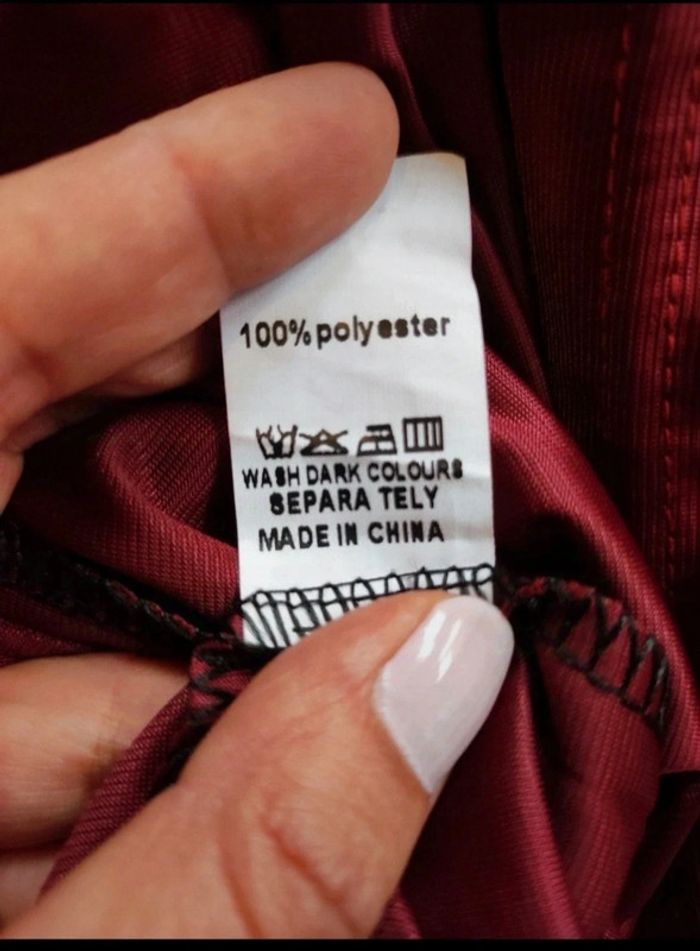 100% polyester
WASH DARK COLOURS
SEPARA TELY
MADE IN CHINA